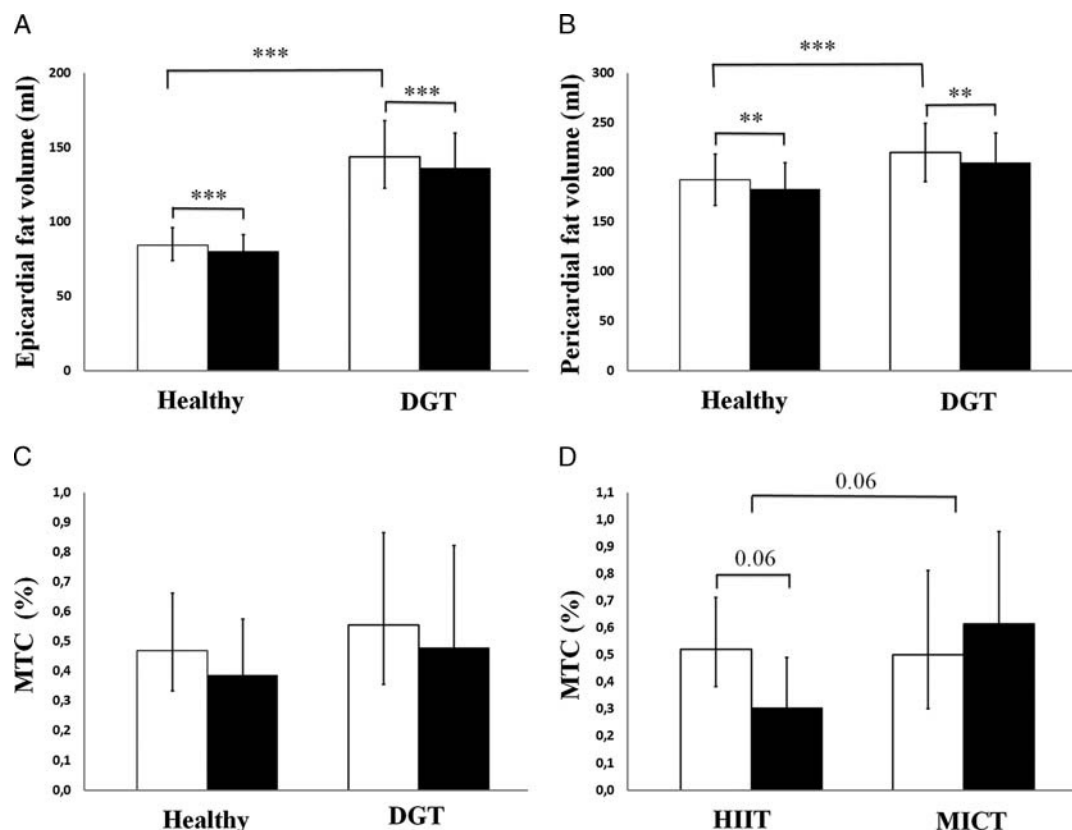 A
Epicardial fat volume (ml)
200
150
100
50
0
***
***
***
Healthy
DGT
B
Pericardial fat volume (ml)
300
250
200
150
100
50
0
***
**
**
Healthy
DGT
C
MTC (%)
1,0
0,9
0,8
0,7
0,6
0,5
0,4
0,3
0,2
0,1
0,0
Healthy
DGT
D
MTC (%)
1,1
1,0
0,9
0,8
0,7
0,6
0,5
0,4
0,3
0,2
0,1
0,0
0.06
0.06
HIIT
MICT